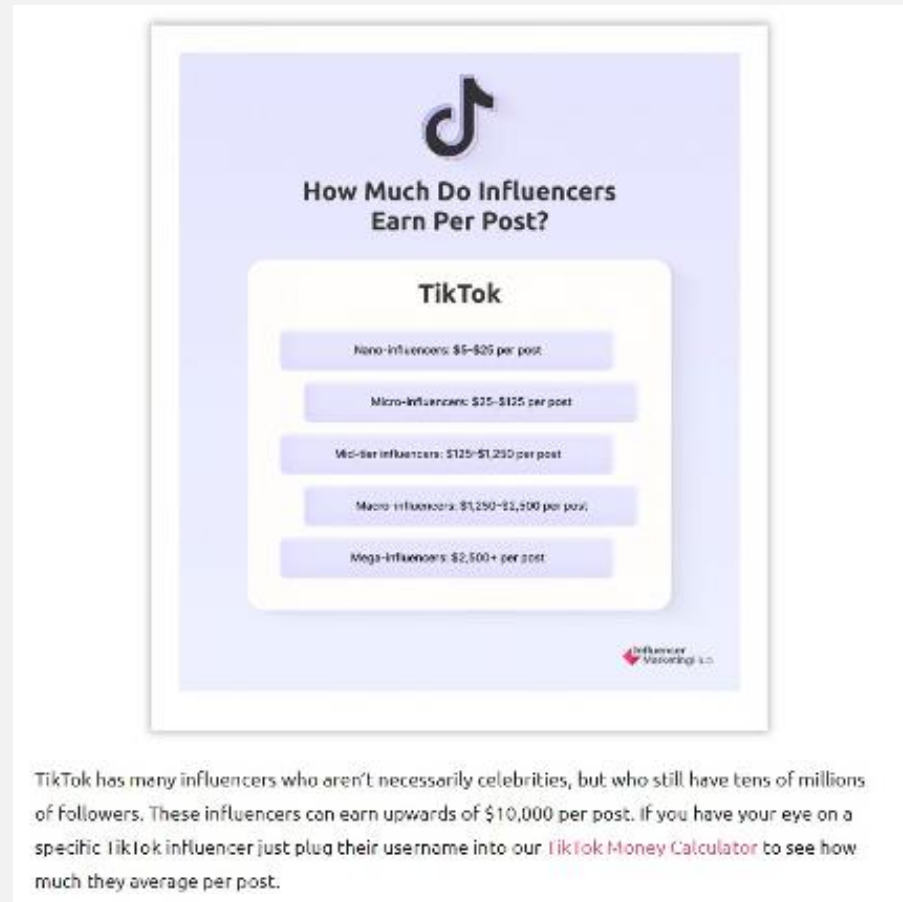 How Much Do Influencers
Earn Per Post?
TikTok
Nano-influencers: $5–$25 per post
Micro-influencers: $25–$125 per post
Mid-tier influencers: $125–$1,250 per post
Macro-influencers: $1,250–$2,500 per post
Mega-influencers: $2,500+ per post
Influencer
MarketingHub
TikTok has many influencers who aren't necessarily celebrities, but who still have tens of millions
of followers. These influencers can earn upwards of $10,000 per post. If you have your eye on a
specific TikTok influencer just plug their username into our TikTok Money Calculator to see how
much they average per post.